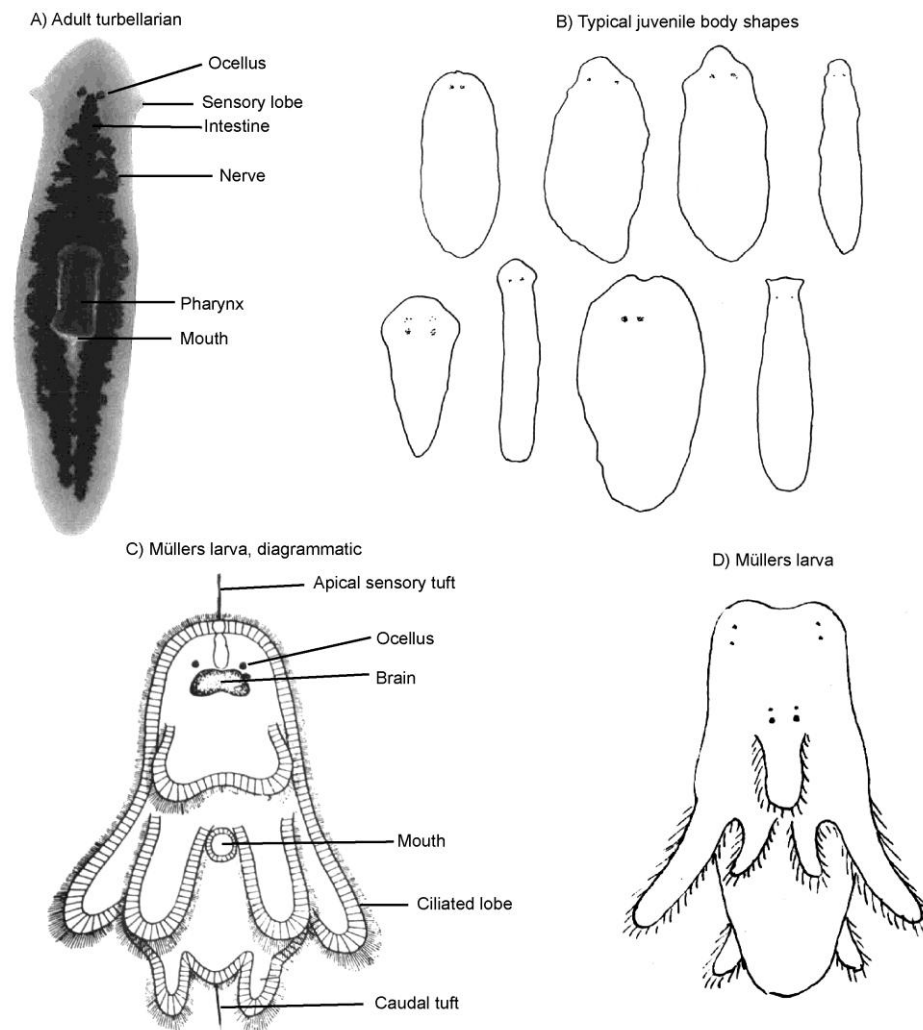 A) Adult turbellarian
Ocellus
Sensory lobe
Intestine
Nerve
Pharynx
Mouth
B) Typical juvenile body shapes
C) Müllers larva, diagrammatic
Apical sensory tuft
Ocellus
Brain
Mouth
Ciliated lobe
Caudal tuft
D) Müllers larva